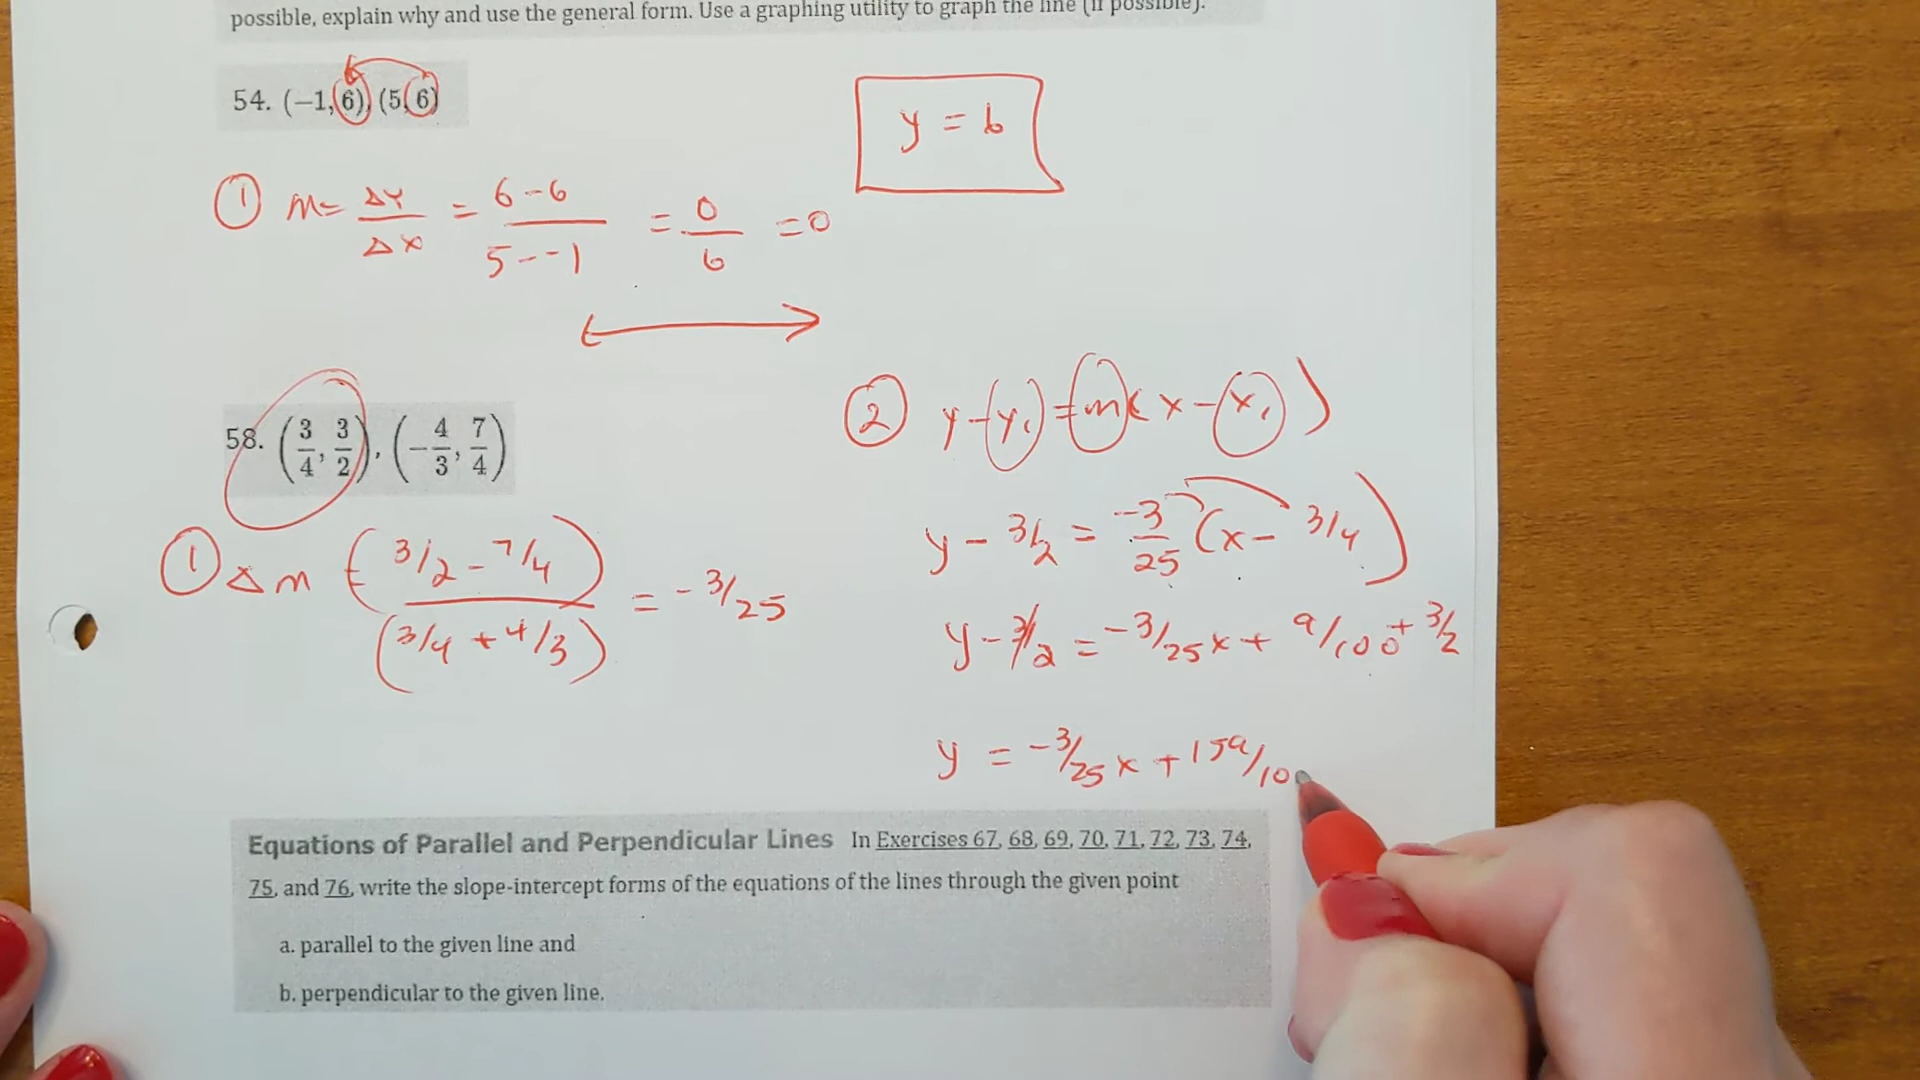 possible, explain why and use the general form. Use a graphing utility to graph the line (if possible).
54. (−1, 6), (5, 6)
y = 6
① m = Δy/Δx = 6-6/5--1 = 0/6 = 0
58. (3/4, 3/2), (−4/3, 7/4)
① Δm (3/2 - 7/4)/(3/4 + 4/3) = -3/25
② y-y₁ = m(x-x₁)
y - 3/2 = -3/25 (x - 3/4)
y - 3/2 = -3/25x + 9/100 + 3/2
y = -3/25x + 159/10
Equations of Parallel and Perpendicular Lines In Exercises 67, 68, 69, 70, 71, 72, 73, 74,
75, and 76, write the slope-intercept forms of the equations of the lines through the given point
a. parallel to the given line and
b. perpendicular to the given line.